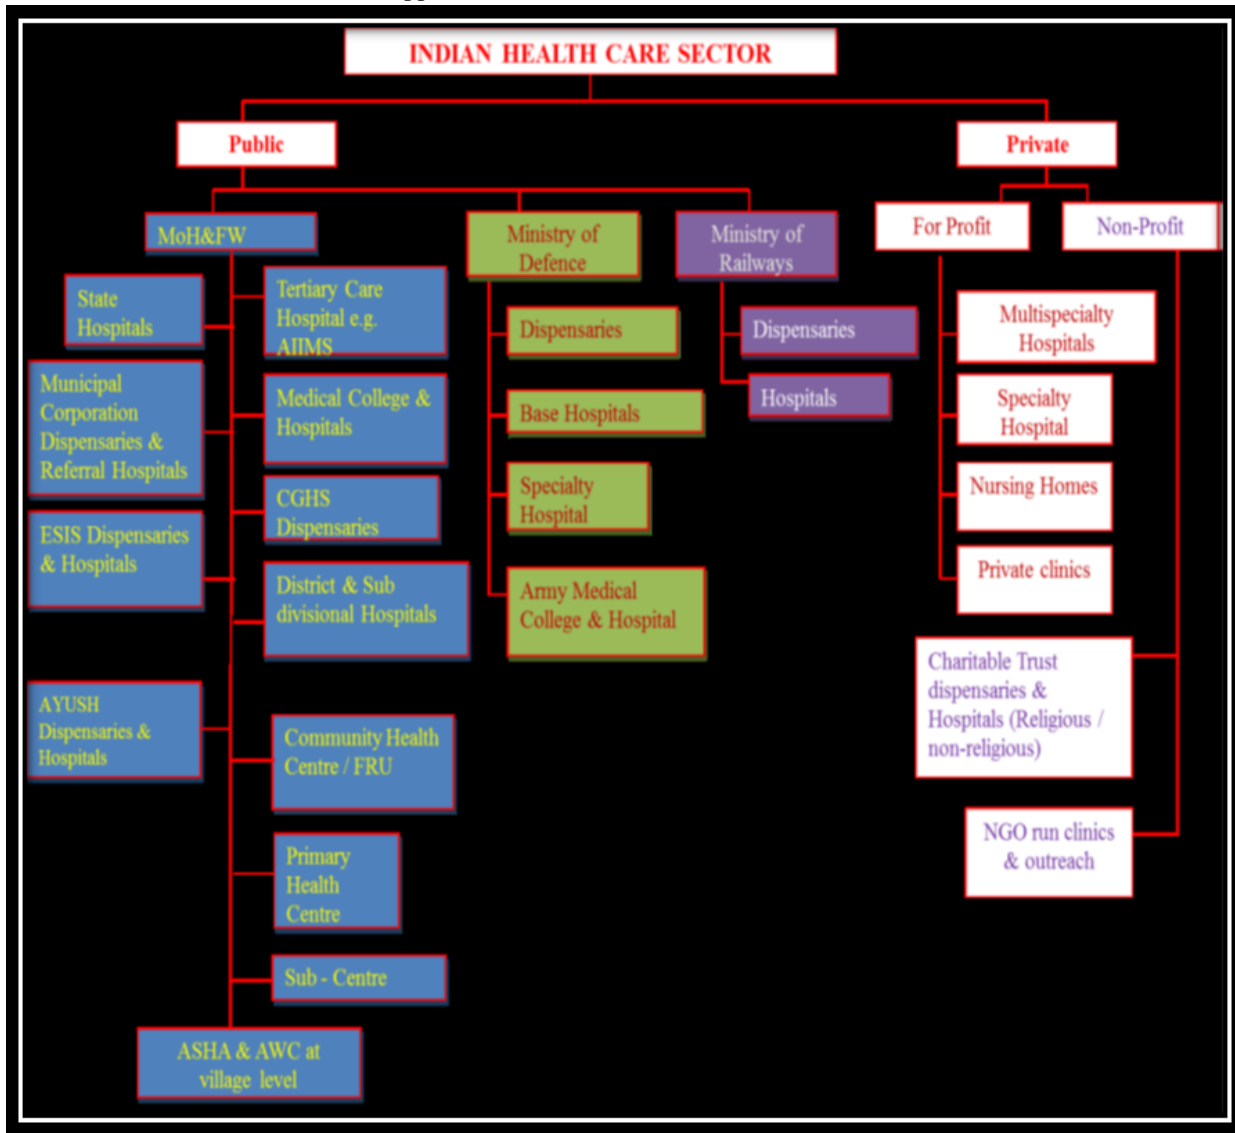 INDIAN HEALTH CARE SECTOR
Public
Private
MoH&FW
Ministry of
Defence
Ministry of
Railways
For Profit
Non-Profit
State
Hospitals
Tertiary Care
Hospital e.g.
AIIMS
Municipal
Corporation
Dispensaries &
Referral Hospitals
Medical College &
Hospitals
CGHS
Dispensaries
ESIS Dispensaries
& Hospitals
District & Sub
divisional Hospitals
AYUSH
Dispensaries &
Hospitals
Community Health
Centre / FRU
Primary
Health
Centre
Sub - Centre
ASHA & AWC at
village level
Dispensaries
Base Hospitals
Specialty
Hospital
Army Medical
College & Hospital
Dispensaries
Hospitals
Multispecialty
Hospitals
Specialty
Hospital
Nursing Homes
Private clinics
Charitable Trust
dispensaries &
Hospitals (Religious /
non-religious)
NGO run clinics
& outreach